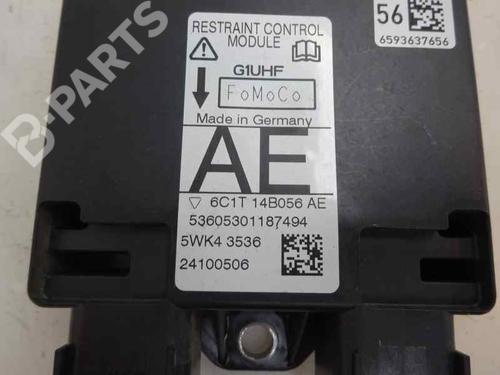 RESTRAINT CONTROL
MODULE
G1UHF
FoMoCo
Made in Germany
AE
6C1T 14B056 AE
53605301187494
5WK4 3536
24100506
56
6593637656
B-PARTS